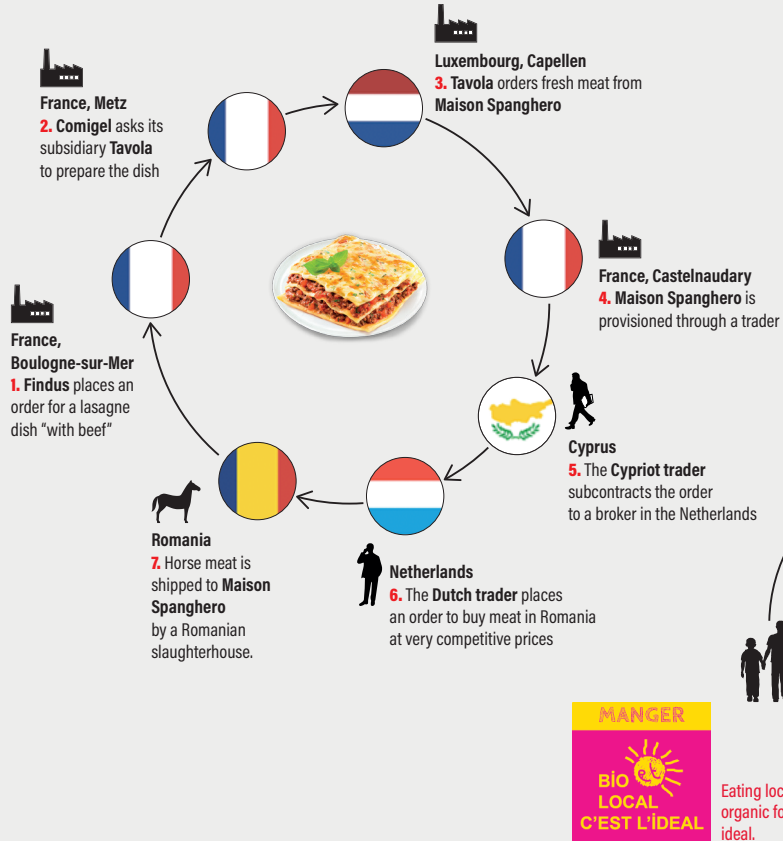 France,
Boulogne-sur-Mer
1. Findus places an
order for a lasagne
dish “with beef”
France, Metz
2. Comigel asks its
subsidiary Tavola
to prepare the dish
Luxembourg, Capellen
3. Tavola orders fresh meat from
Maison Spanghero
France, Castelnaudary
4. Maison Spanghero is
provisioned through a trader
Cyprus
5. The Cypriot trader
subcontracts the order
to a broker in the Netherlands
Netherlands
6. The Dutch trader places
an order to buy meat in Romania
at very competitive prices
Romania
7. Horse meat is
shipped to Maison
Spanghero
by a Romanian
slaughterhouse.
MANGER
BİO et
LOCAL
C'EST L'İDEAL
Eating loc
organic fo
ideal.